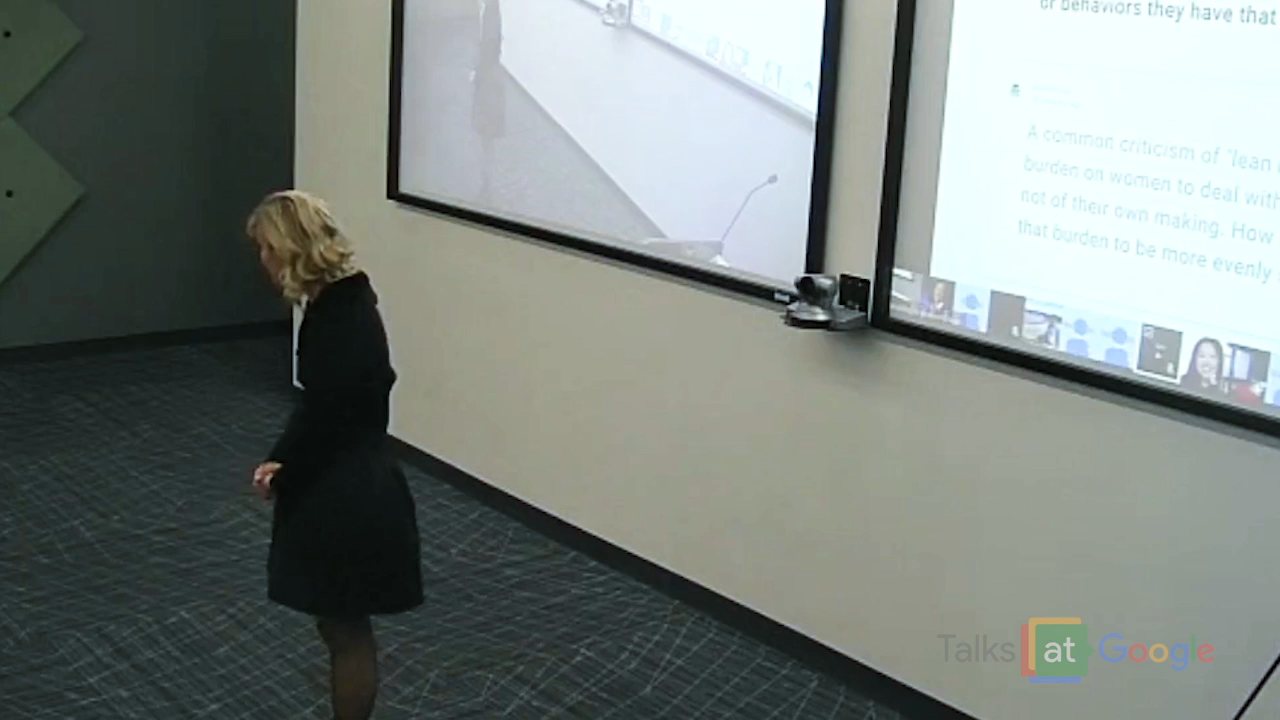 or behaviors they have that
A common criticism of "lean
burden on women to deal with
not of their own making. How
that burden to be more evenly
Talks at Google